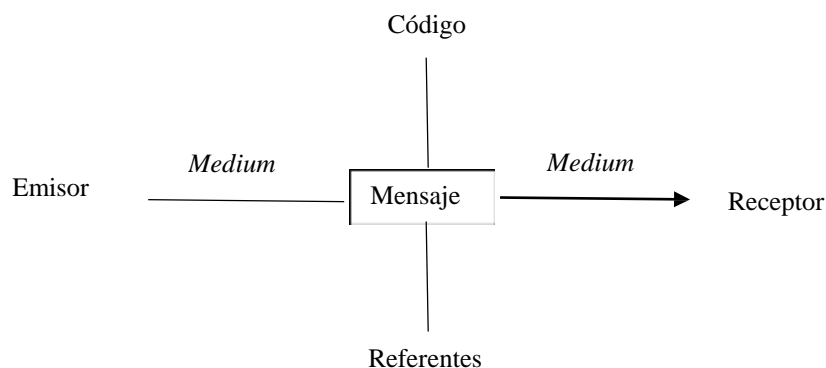 Código
Medium
Medium
Emisor
Mensaje
Receptor
Referentes